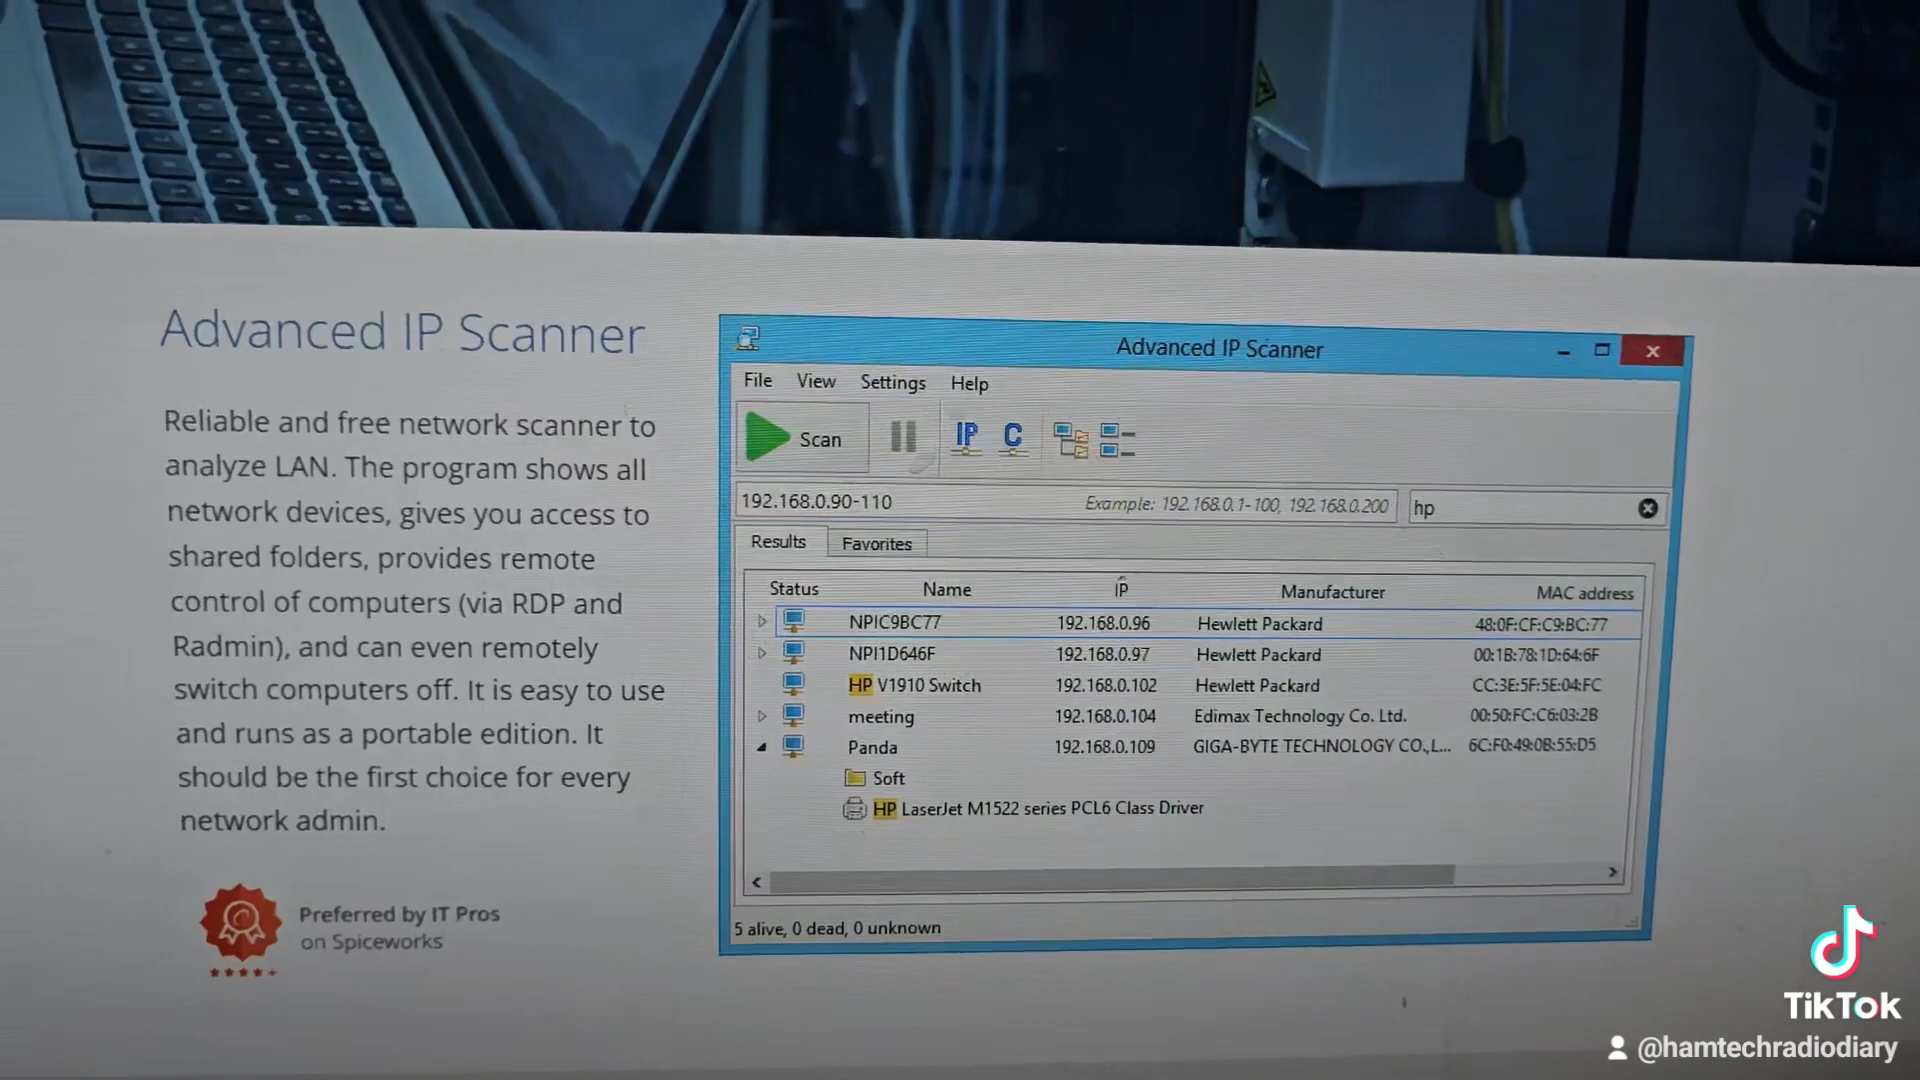 Advanced IP Scanner
Reliable and free network scanner to
analyze LAN. The program shows all
network devices, gives you access to
shared folders, provides remote
control of computers (via RDP and
Radmin), and can even remotely
switch computers off. It is easy to use
and runs as a portable edition. It
should be the first choice for every
network admin.
Preferred by IT Pros
on Spiceworks
Advanced IP Scanner
File View Settings Help
Scan IP C
192.168.0.90-110 Example: 192.168.0.1-100, 192.168.0.200 hp
Results Favorites
Status Name IP Manufacturer MAC address
NPIC9BC77 192.168.0.96 Hewlett Packard 48:0F:CF:C9:BC:77
NPI1D646F 192.168.0.97 Hewlett Packard 00:1B:78:1D:64:6F
HP V1910 Switch 192.168.0.102 Hewlett Packard CC:3E:5F:5E:04:FC
meeting 192.168.0.104 Edimax Technology Co. Ltd. 00:50:FC:C6:03:2B
Panda 192.168.0.109 GIGA-BYTE TECHNOLOGY CO.,L... 6C:F0:49:0B:55:D5
Soft
HP LaserJet M1522 series PCL6 Class Driver
5 alive, 0 dead, 0 unknown
TikTok
@hamtechradiodiary